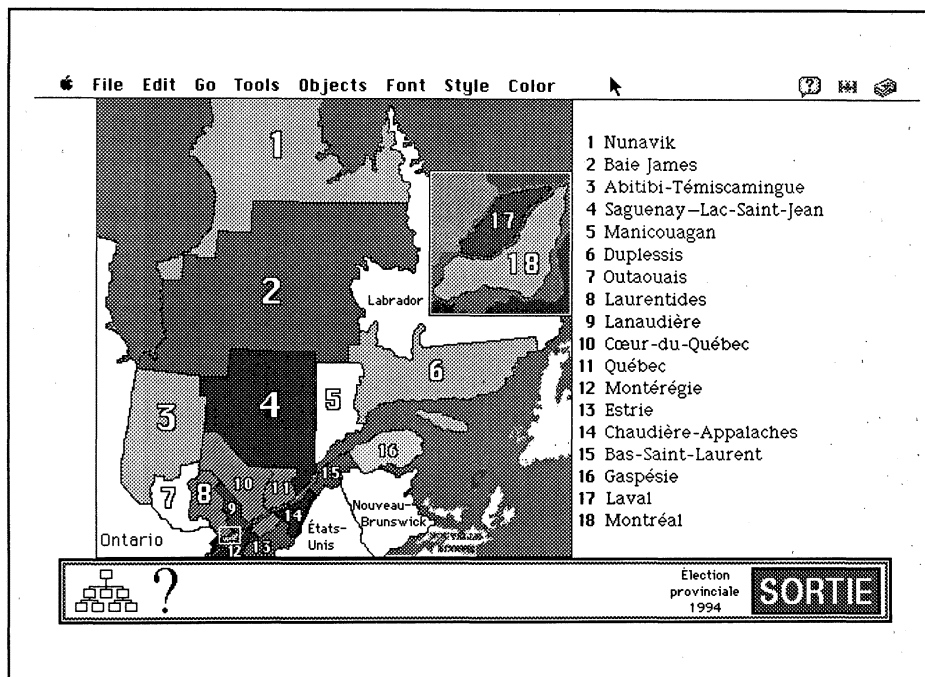 File Edit Go Tools Objects Font Style Color
1 Nunavik
2 Baie James
3 Abitibi-Témiscamingue
4 Saguenay—Lac-Saint-Jean
5 Manicouagan
6 Duplessis
7 Outaouais
8 Laurentides
9 Lanaudière
10 Cœur-du-Québec
11 Québec
12 Montérégie
13 Estrie
14 Chaudière-Appalaches
15 Bas-Saint-Laurent
16 Gaspésie
17 Laval
18 Montréal
1
17
18
2
Labrador
6
5
4
3
16
15
10
11
7
8
9
14
Nouveau-
Brunswick
États-
Unis
Ontario
12
13
?
Élection
provinciale
1994
SORTIE